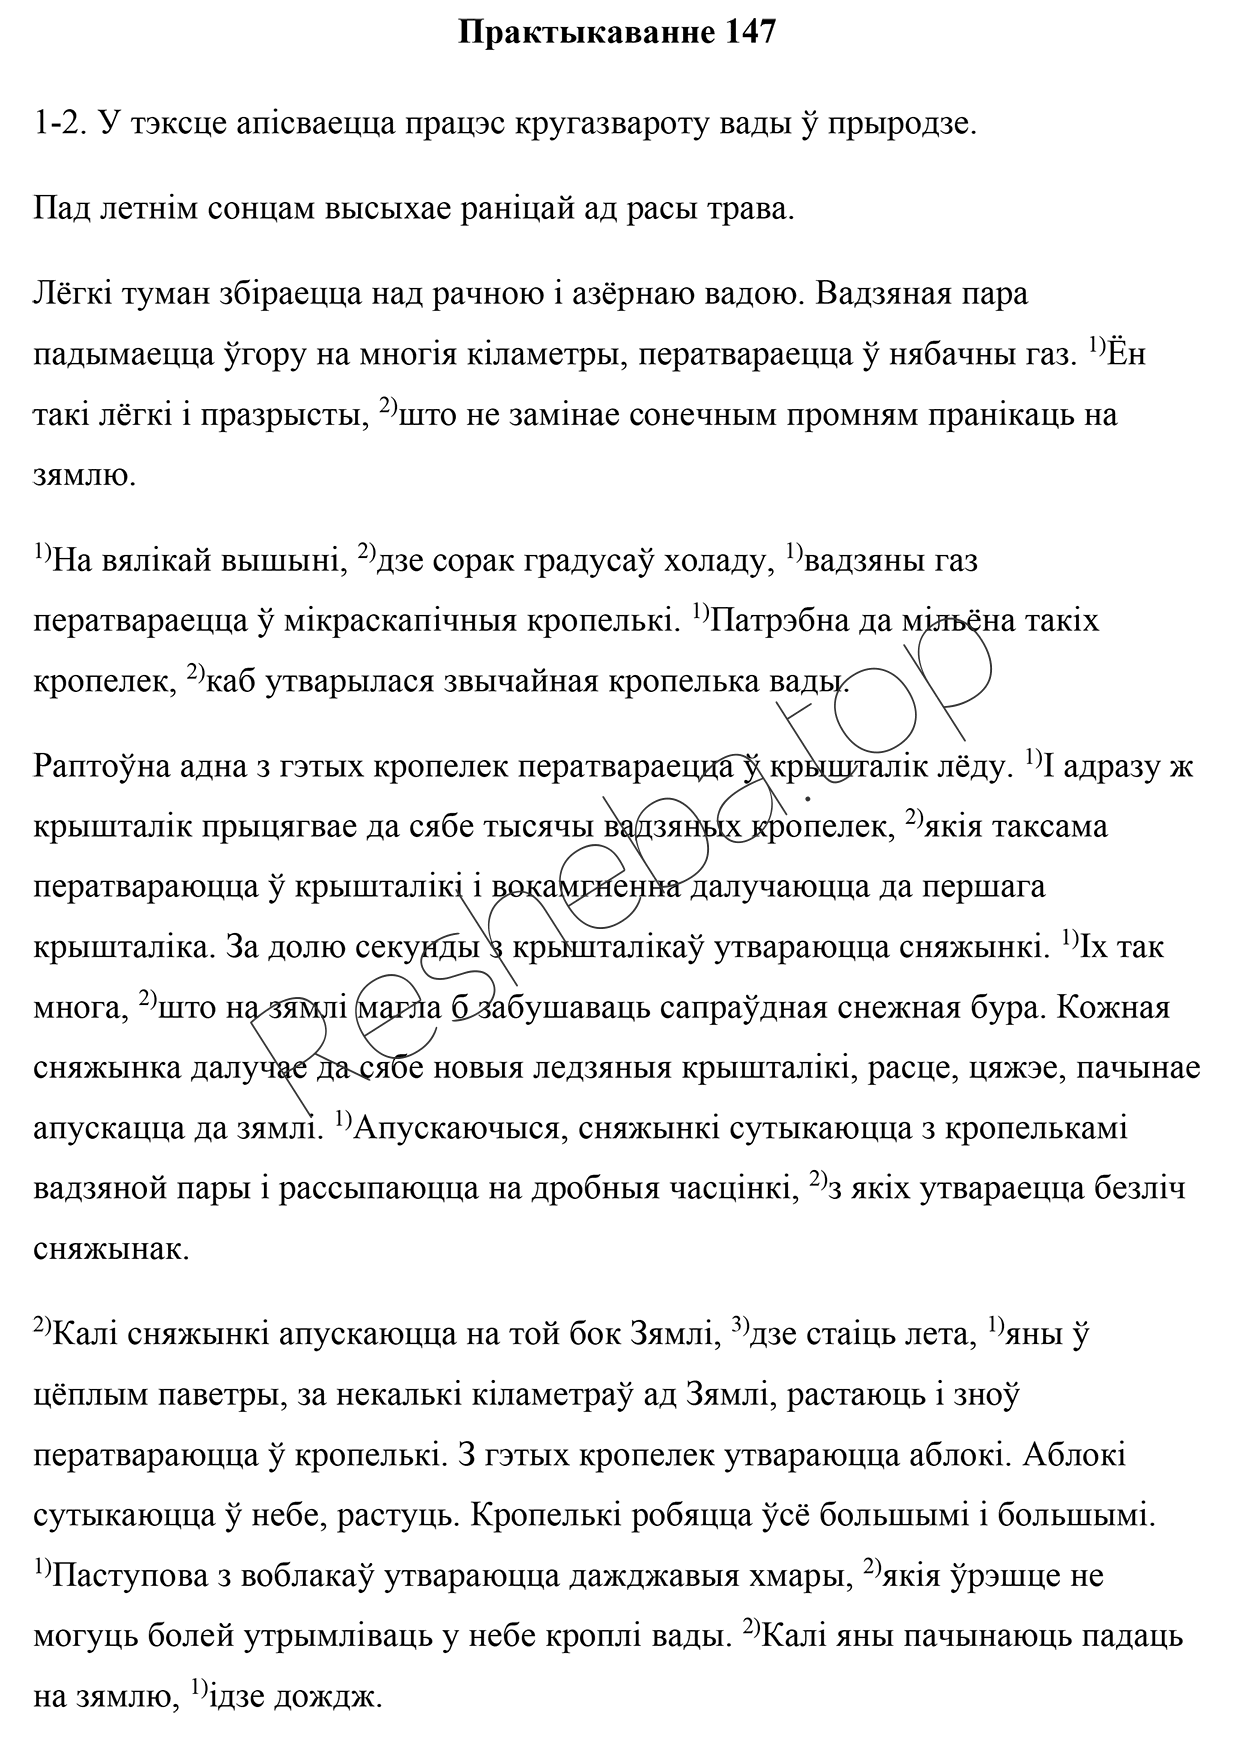 Практыкаванне 147
1-2. У тэксце апісваецца працэс кругазвароту вады ў прыродзе.
Пад летнім сонцам высыхае раніцай ад расы трава.
Лёгкі туман збіраецца над рачною і азёрнаю вадою. Вадзяная пара
падымаецца ўгору на многія кіламетры, ператвараецца ў нябачны газ. 1)Ён
такі лёгкі і празрысты, 2)што не замінае сонечным промням пранікаць на
зямлю.
1)На вялікай вышыні, 2)дзе сорак градусаў холаду, 1)вадзяны газ
ператвараецца ў мікраскапічныя кропелькі. 1)Патрэбна да мільёна такіх
кропелек, 2)каб утварылася звычайная кропелька вады.
Раптоўна адна з гэтых кропелек ператвараецца ў крышталік лёду. 1)І адразу ж
крышталік прыцягвае да сябе тысячы вадзяных кропелек, 2)якія таксама
ператвараюцца ў крышталікі і вокамгненна далучаюцца да першага
крышталіка. За долю секунды з крышталікаў утвараюцца сняжынкі. 1)Іх так
многа, 2)што на зямлі магла б забушаваць сапраўдная снежная бура. Кожная
сняжынка далучае да сябе новыя ледзяныя крышталікі, расце, цяжэе, пачынае
апускацца да зямлі. 1)Апускаючыся, сняжынкі сутыкаюцца з кропелькамі
вадзяной пары і рассыпаюцца на дробныя часцінкі, 2)з якіх утвараецца безліч
сняжынак.
2)Калі сняжынкі апускаюцца на той бок Зямлі, 3)дзе стаіць лета, 1)яны ў
цёплым паветры, за некалькі кіламетраў ад Зямлі, растаюць і зноў
ператвараюцца ў кропелькі. З гэтых кропелек утвараюцца аблокі. Аблокі
сутыкаюцца ў небе, растуць. Кропелькі робяцца ўсё большымі і большымі.
1)Паступова з воблакаў утвараюцца дажджавыя хмары, 2)якія ўрэшце не
могуць болей утрымліваць у небе кроплі вады. 2)Калі яны пачынаюць падаць
на зямлю, 1)ідзе дождж.
Resheba.top